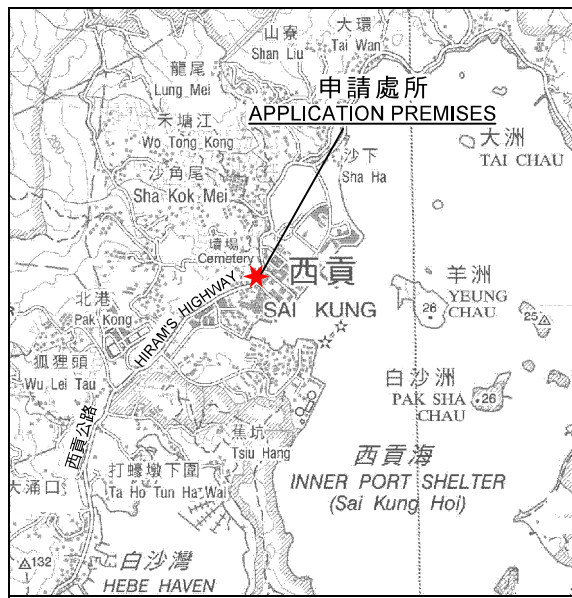 大環
Tai Wan
山寮
Shan Liu
龍尾
Lung Mei
申請處所
APPLICATION PREMISES
禾塘江
Wo Tong Kong
大洲
TAI CHAU
沙下
Sha Ha
沙角尾
Sha Kok Mei
墳場
Cemetery
西貢
SAI KUNG
HIRAM'S HIGHWAY
羊洲
YEUNG
CHAU
26
25
北港
Pak Kong
狐狸頭
Wu Lei Tau
白沙洲
PAK SHA
CHAU
26
西貢公路
蕉坑
Tsiu Hang
西貢海
INNER PORT SHELTER
(Sai Kung Hoi)
打蠔墩下圍
Ta Ho Tun Ha Wai
大涌口
132
白沙灣
HEBE HAVEN